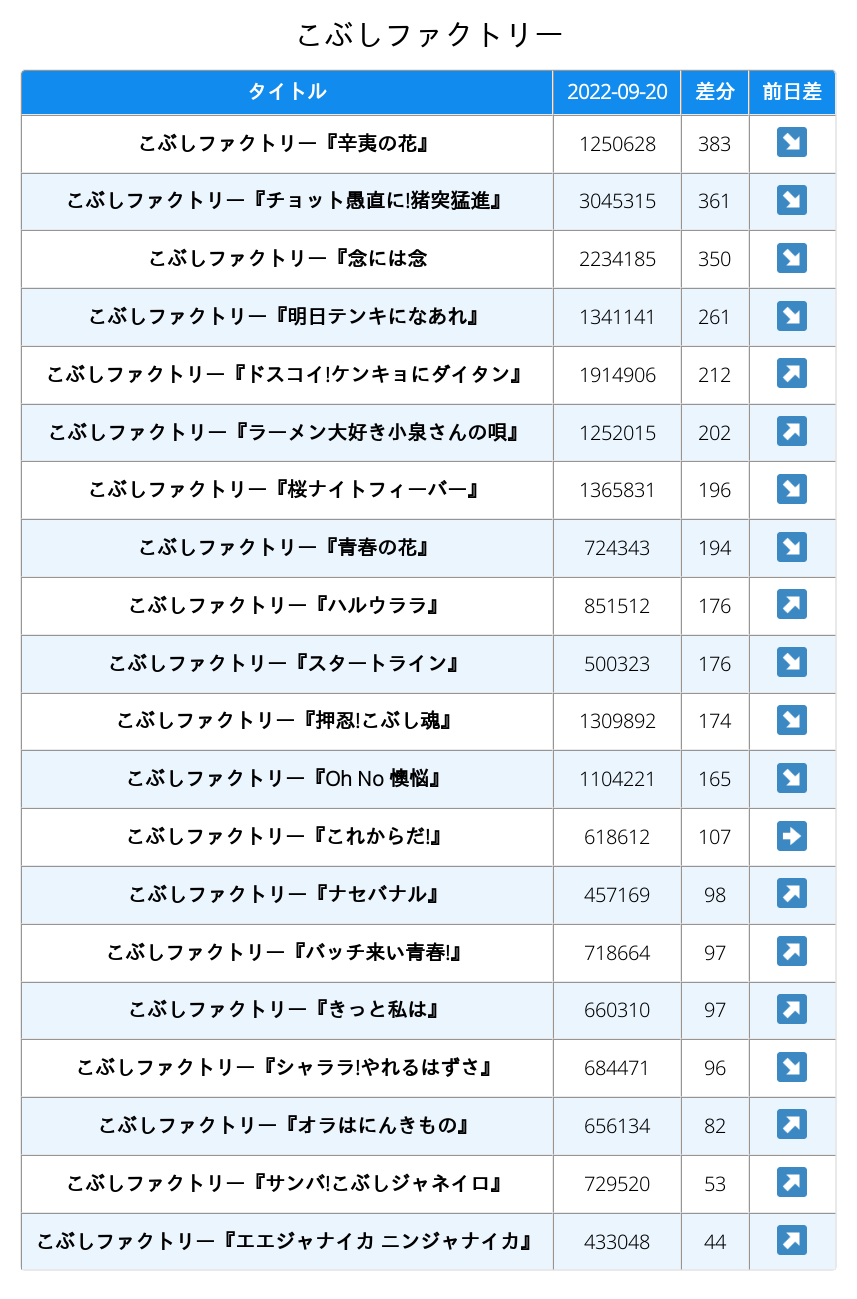 こぶしファクトリー
タイトル 2022-09-20 差分 前日差
こぶしファクトリー『辛夷の花』 1250628 383 ↘
こぶしファクトリー『チョット愚直に!猪突猛進』 3045315 361 ↘
こぶしファクトリー『念には念 2234185 350 ↘
こぶしファクトリー『明日テンキになあれ』 1341141 261 ↘
こぶしファクトリー『ドスコイ!ケンキョにダイタン』 1914906 212 ↗
こぶしファクトリー『ラーメン大好き小泉さんの唄』 1252015 202 ↗
こぶしファクトリー『桜ナイトフィーバー』 1365831 196 ↘
こぶしファクトリー『青春の花』 724343 194 ↘
こぶしファクトリー『ハルウララ』 851512 176 ↗
こぶしファクトリー『スタートライン』 500323 176 ↘
こぶしファクトリー『押忍!こぶし魂』 1309892 174 ↘
こぶしファクトリー『Oh No 懊悩』 1104221 165 ↘
こぶしファクトリー『これからだ!』 618612 107 →
こぶしファクトリー『ナセバナル』 457169 98 ↗
こぶしファクトリー『バッチ来い青春!』 718664 97 ↗
こぶしファクトリー『きっと私は』 660310 97 ↗
こぶしファクトリー『シャララ!やれるはずさ』 684471 96 ↘
こぶしファクトリー『オラはにんきもの』 656134 82 ↗
こぶしファクトリー『サンバ!こぶしジャネイロ』 729520 53 ↗
こぶしファクトリー『エエジャナイカ ニンジャナイカ』 433048 44 ↗